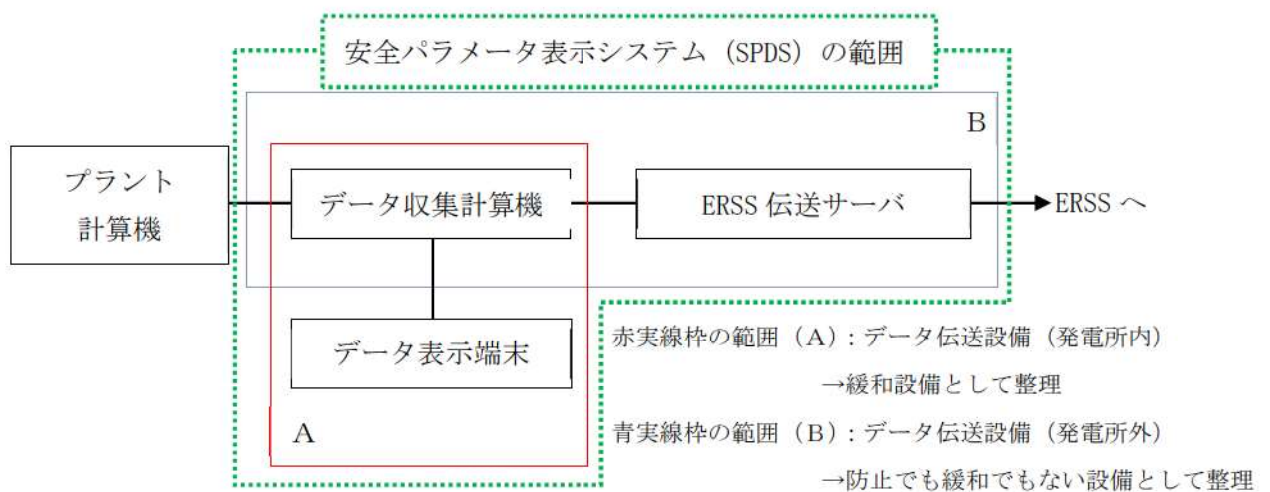 安全パラメータ表示システム（SPDS）の範囲
B
プラント
計算機
データ収集計算機
ERSS 伝送サーバ
ERSS へ
データ表示端末
A
赤実線枠の範囲（A）：データ伝送設備（発電所内）
→緩和設備として整理
青実線枠の範囲（B）：データ伝送設備（発電所外）
→防止でも緩和でもない設備として整理